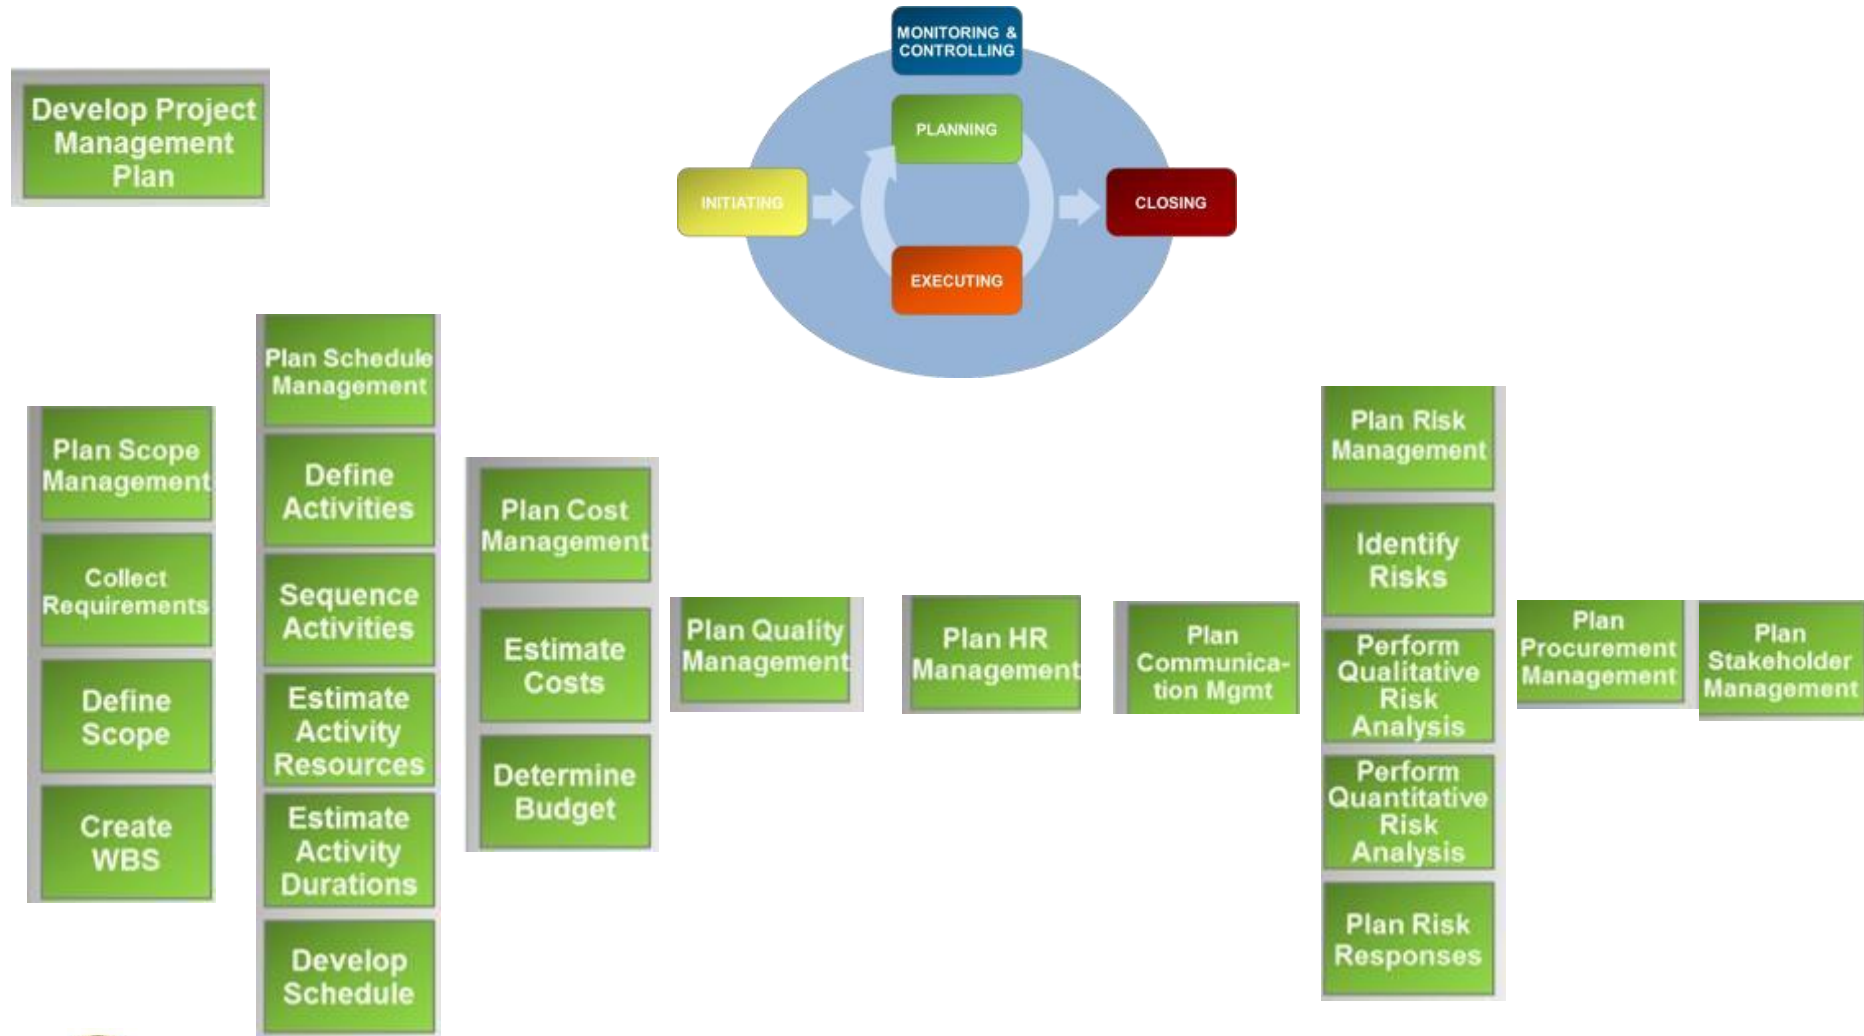 MONITORING &
CONTROLLING
PLANNING
INITIATING
CLOSING
EXECUTING
Develop Project
Management
Plan
Plan Scope
Management
Collect
Requirements
Define
Scope
Create
WBS
Plan Schedule
Management
Define
Activities
Sequence
Activities
Estimate
Activity
Resources
Estimate
Activity
Durations
Develop
Schedule
Plan Cost
Management
Estimate
Costs
Determine
Budget
Plan Quality
Management
Plan HR
Management
Plan
Communica-
tion Mgmt
Plan Risk
Management
Identify
Risks
Perform
Qualitative
Risk
Analysis
Perform
Quantitative
Risk
Analysis
Plan Risk
Responses
Plan
Procurement
Management
Plan
Stakeholder
Management